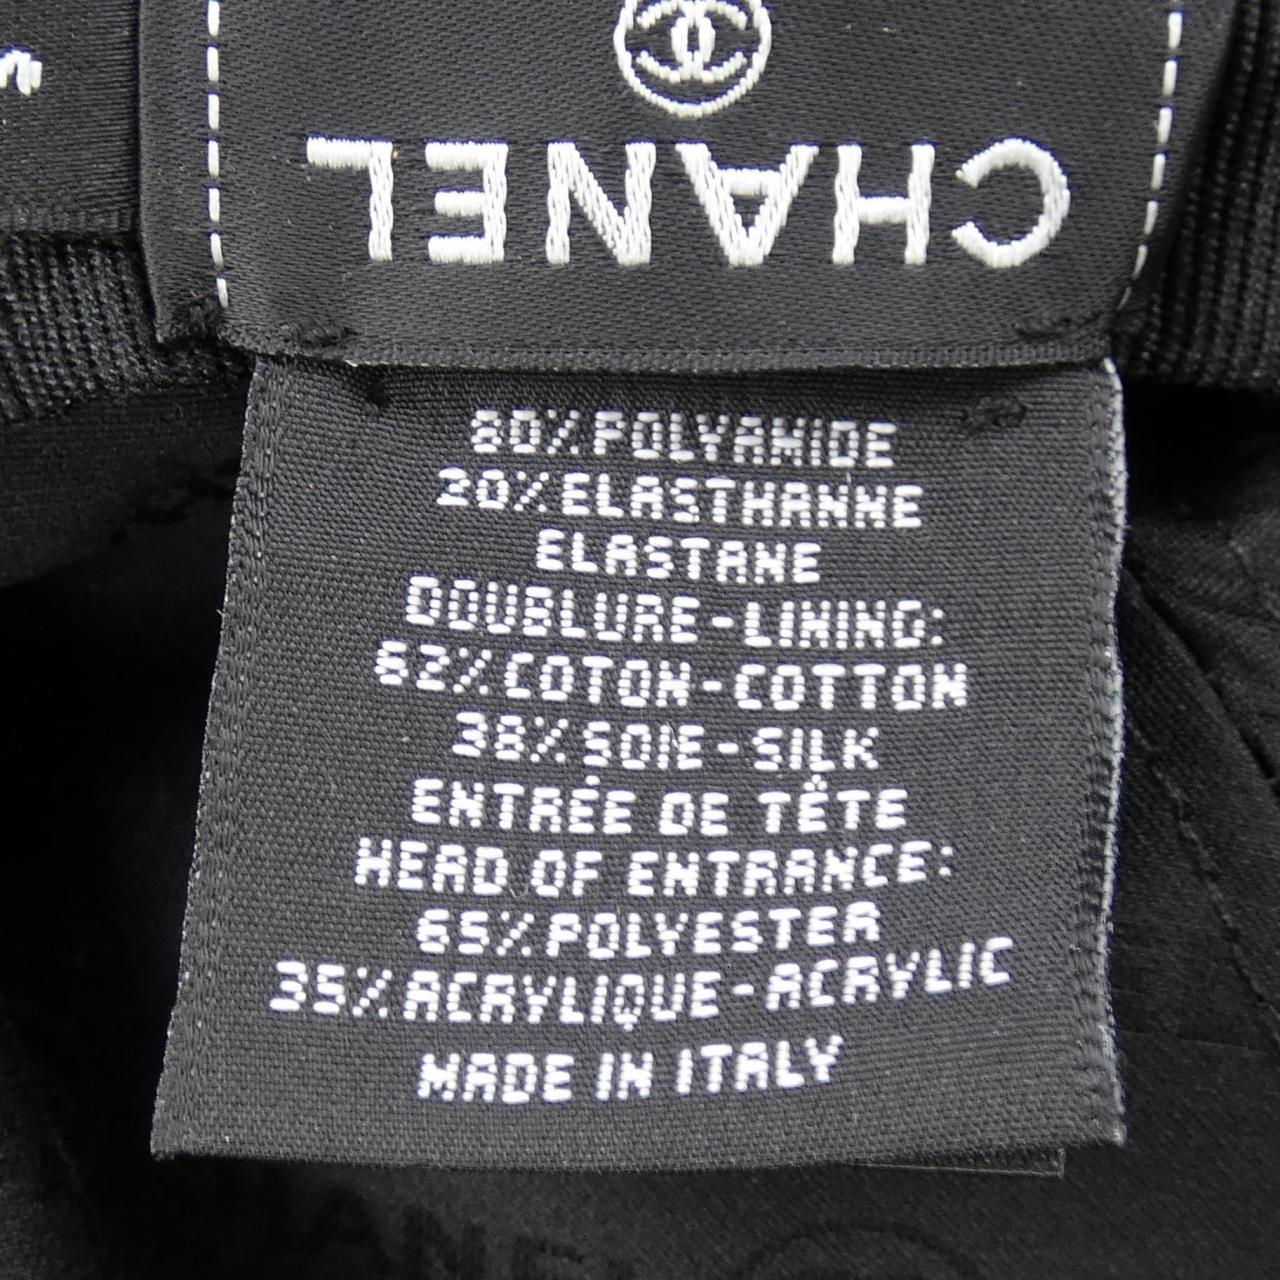 CHANEL
80%POLYAMIDE
20%ELASTHANNE
ELASTANE
DOUBLURE-LINING:
62%COTON-COTTON
38%SOIE-SILK
ENTRÉE DE TÊTE
HEAD OF ENTRANCE:
65%POLYESTER
35%ACRYLIQUE-ACRYLIC
MADE IN ITALY